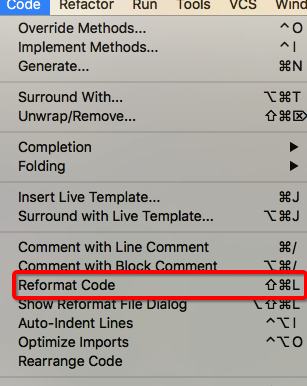 Code Refactor Run Tools VCS Wind
Override Methods... ^O
Implement Methods... ^I
Generate... ⌘N
Surround With... ⌥⌘T
Unwrap/Remove... ⇧⌘⌦
Completion ▶
Folding ▶
Insert Live Template... ⌘J
Surround with Live Template... ⌥⌘J
Comment with Line Comment ⌘/
Comment with Block Comment ⌥⌘/
Reformat Code ⇧⌘L
Show Reformat File Dialog ⌥⇧⌘L
Auto-Indent Lines ^⌥I
Optimize Imports ^⌥O
Rearrange Code